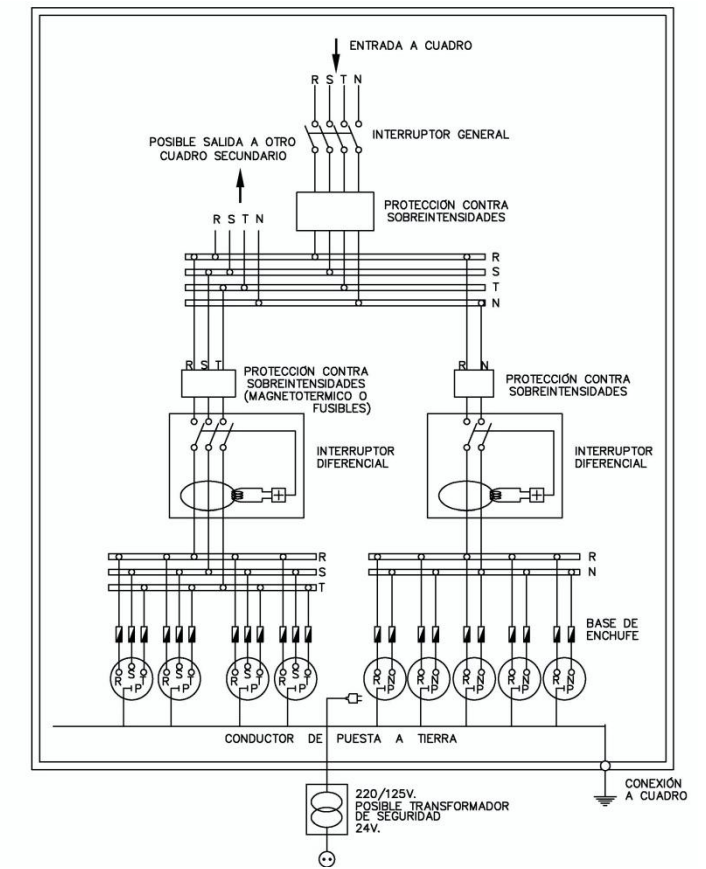 ENTRADA A CUADRO
R S T N
INTERRUPTOR GENERAL
POSIBLE SALIDA A OTRO
CUADRO SECUNDARIO
PROTECCIÓN CONTRA
SOBREINTENSIDADES
R S T N
R
S
T
N
R S T
PROTECCIÓN CONTRA
SOBREINTENSIDADES
(MAGNETOTERMICO O
FUSIBLES)
R N
PROTECCIÓN CONTRA
SOBREINTENSIDADES
INTERRUPTOR
DIFERENCIAL
INTERRUPTOR
DIFERENCIAL
R
S
T
R
N
BASE DE
ENCHUFE
R S T P
R S T P
R S T P
R S T P
R N P
R N P
R N P
R N P
R N P
CONDUCTOR DE PUESTA A TIERRA
CONEXIÓN
A CUADRO
220/125V.
POSIBLE TRANSFORMADOR
DE SEGURIDAD
24V.